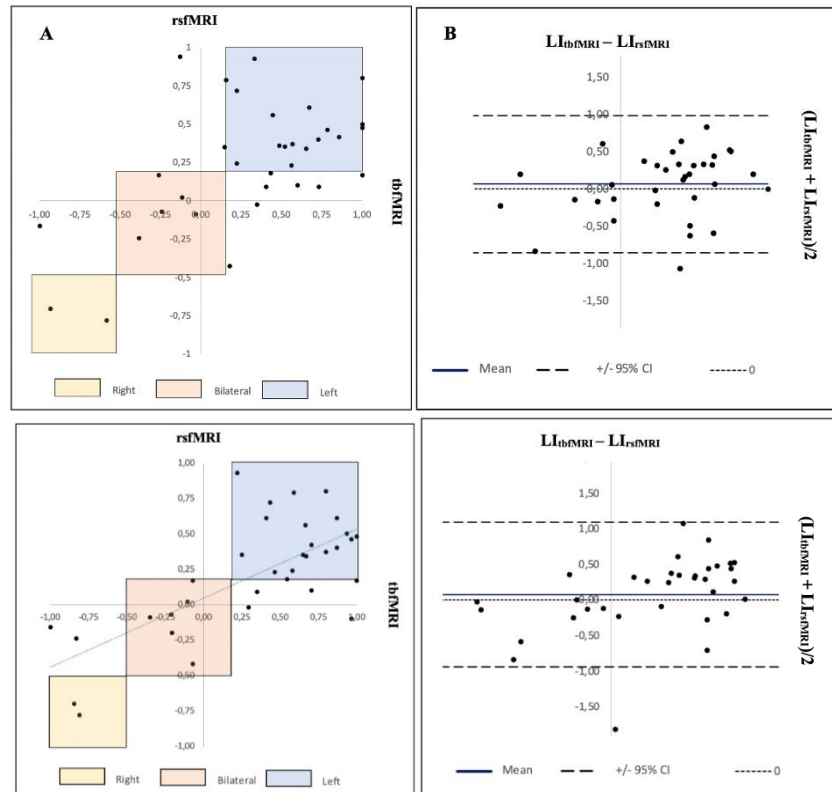 A
rsfMRI
1
0,75
0,5
0,25
0,00
-1,00 -0,75 -0,50 -0,25 0,00 0,25 0,50 0,75 1,00
-0,25
-0,5
-0,75
-1
tbfMRI
Right Bilateral Left
B
LItbfMRI – LIrsfMRI
1,50
1,00
0,50
0,00
-0,50
-1,00
-1,50
(LItbfMRI + LIrsfMRI)/2
Mean +/- 95% CI 0
rsfMRI
1,00
0,75
0,50
0,25
0,00
-1,00 -0,75 -0,50 -0,25 0,00 0,25 0,50 0,75 1,00
-0,25
-0,50
-0,75
-1,00
tbfMRI
Right Bilateral Left
LItbfMRI – LIrsfMRI
1,50
1,00
0,50
0,00
-0,50
-1,00
-1,50
(LItbfMRI + LIrsfMRI)/2
Mean +/- 95% CI 0